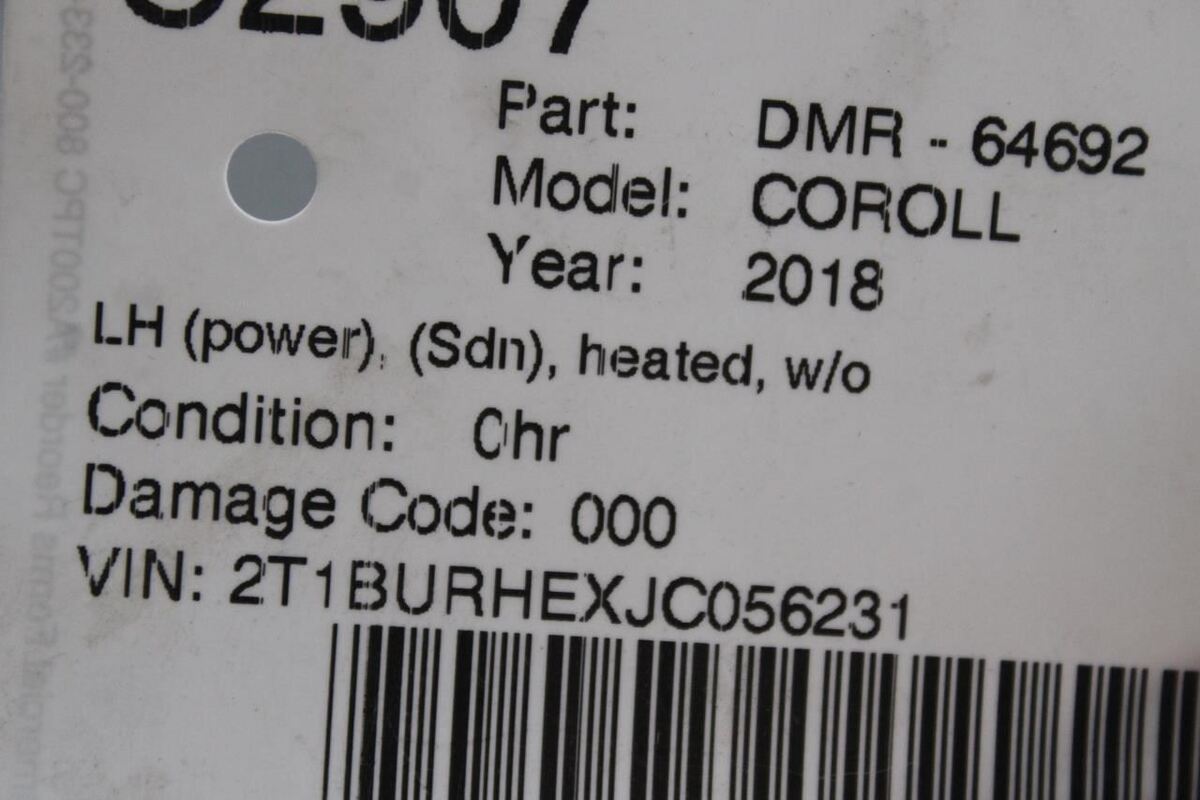 Part: DMR - 64692
Model: COROLL
Year: 2018
LH (power), (Sdn), heated, w/o
Condition: 0hr
Damage Code: 000
VIN: 2T1BURHEXJC056231